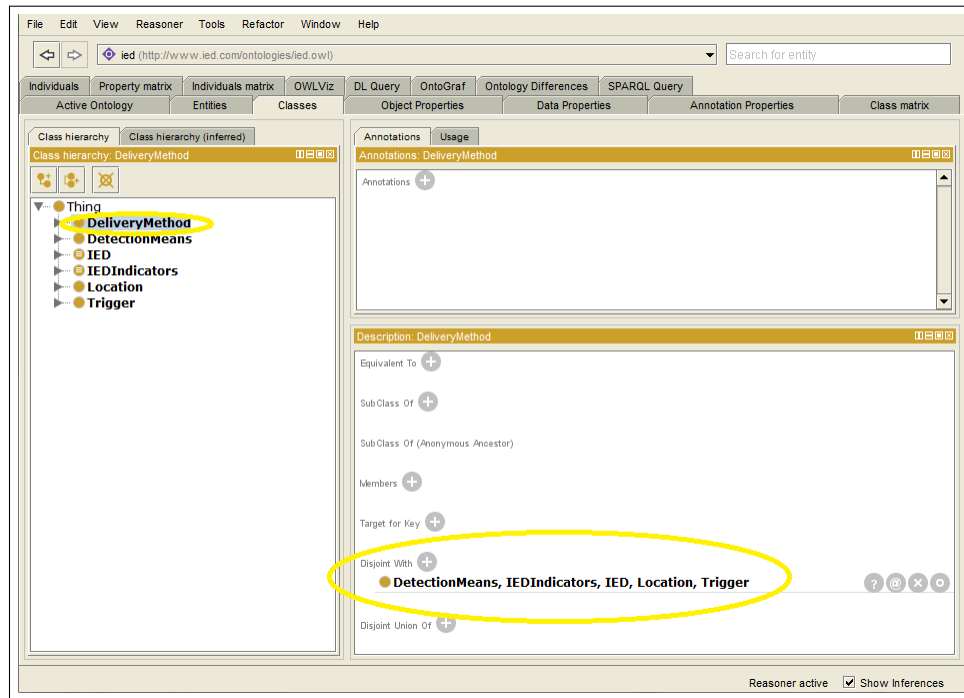 File Edit View Reasoner Tools Refactor Window Help
ied (http://www.ied.com/ontologies/ied.owl)
Search for entity
Individuals Property matrix Individuals matrix OWLViz DL Query OntoGraf Ontology Differences SPARQL Query
Active Ontology Entities Classes Object Properties Data Properties Annotation Properties Class matrix
Class hierarchy Class hierarchy (inferred)
Class hierarchy: DeliveryMethod
Thing
DeliveryMethod
DetectionMeans
IED
IEDIndicators
Location
Trigger
Annotations Usage
Annotations: DeliveryMethod
Annotations
Description: DeliveryMethod
Equivalent To
SubClass Of
SubClass Of (Anonymous Ancestor)
Members
Target for Key
Disjoint With
DetectionMeans, IEDIndicators, IED, Location, Trigger
Disjoint Union Of
Reasoner active Show Inferences